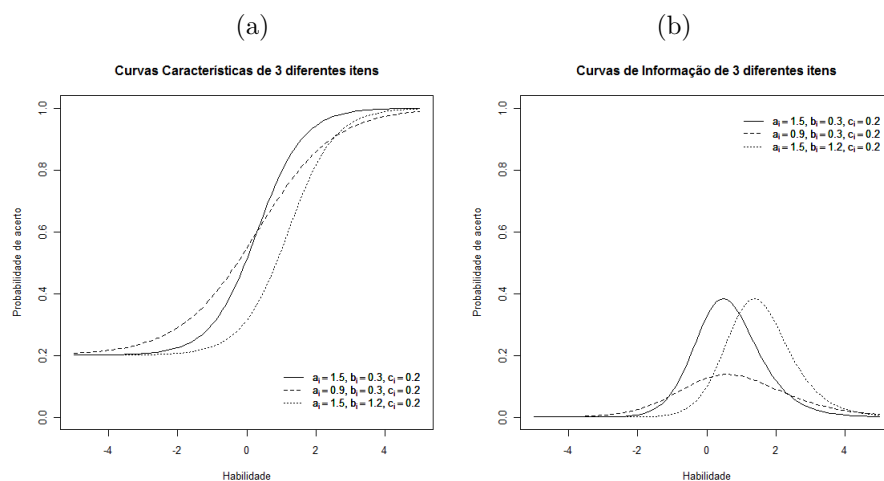 (a)
Curvas Características de 3 diferentes itens
Probabilidade de acerto
1.0
0.8
0.6
0.4
0.2
0.0
aᵢ = 1.5, bᵢ = 0.3, cᵢ = 0.2
aᵢ = 0.9, bᵢ = 0.3, cᵢ = 0.2
aᵢ = 1.5, bᵢ = 1.2, cᵢ = 0.2
-4 -2 0 2 4
Habilidade
(b)
Curvas de Informação de 3 diferentes itens
Probabilidade de acerto
1.0
0.8
0.6
0.4
0.2
0.0
aᵢ = 1.5, bᵢ = 0.3, cᵢ = 0.2
aᵢ = 0.9, bᵢ = 0.3, cᵢ = 0.2
aᵢ = 1.5, bᵢ = 1.2, cᵢ = 0.2
-4 -2 0 2 4
Habilidade